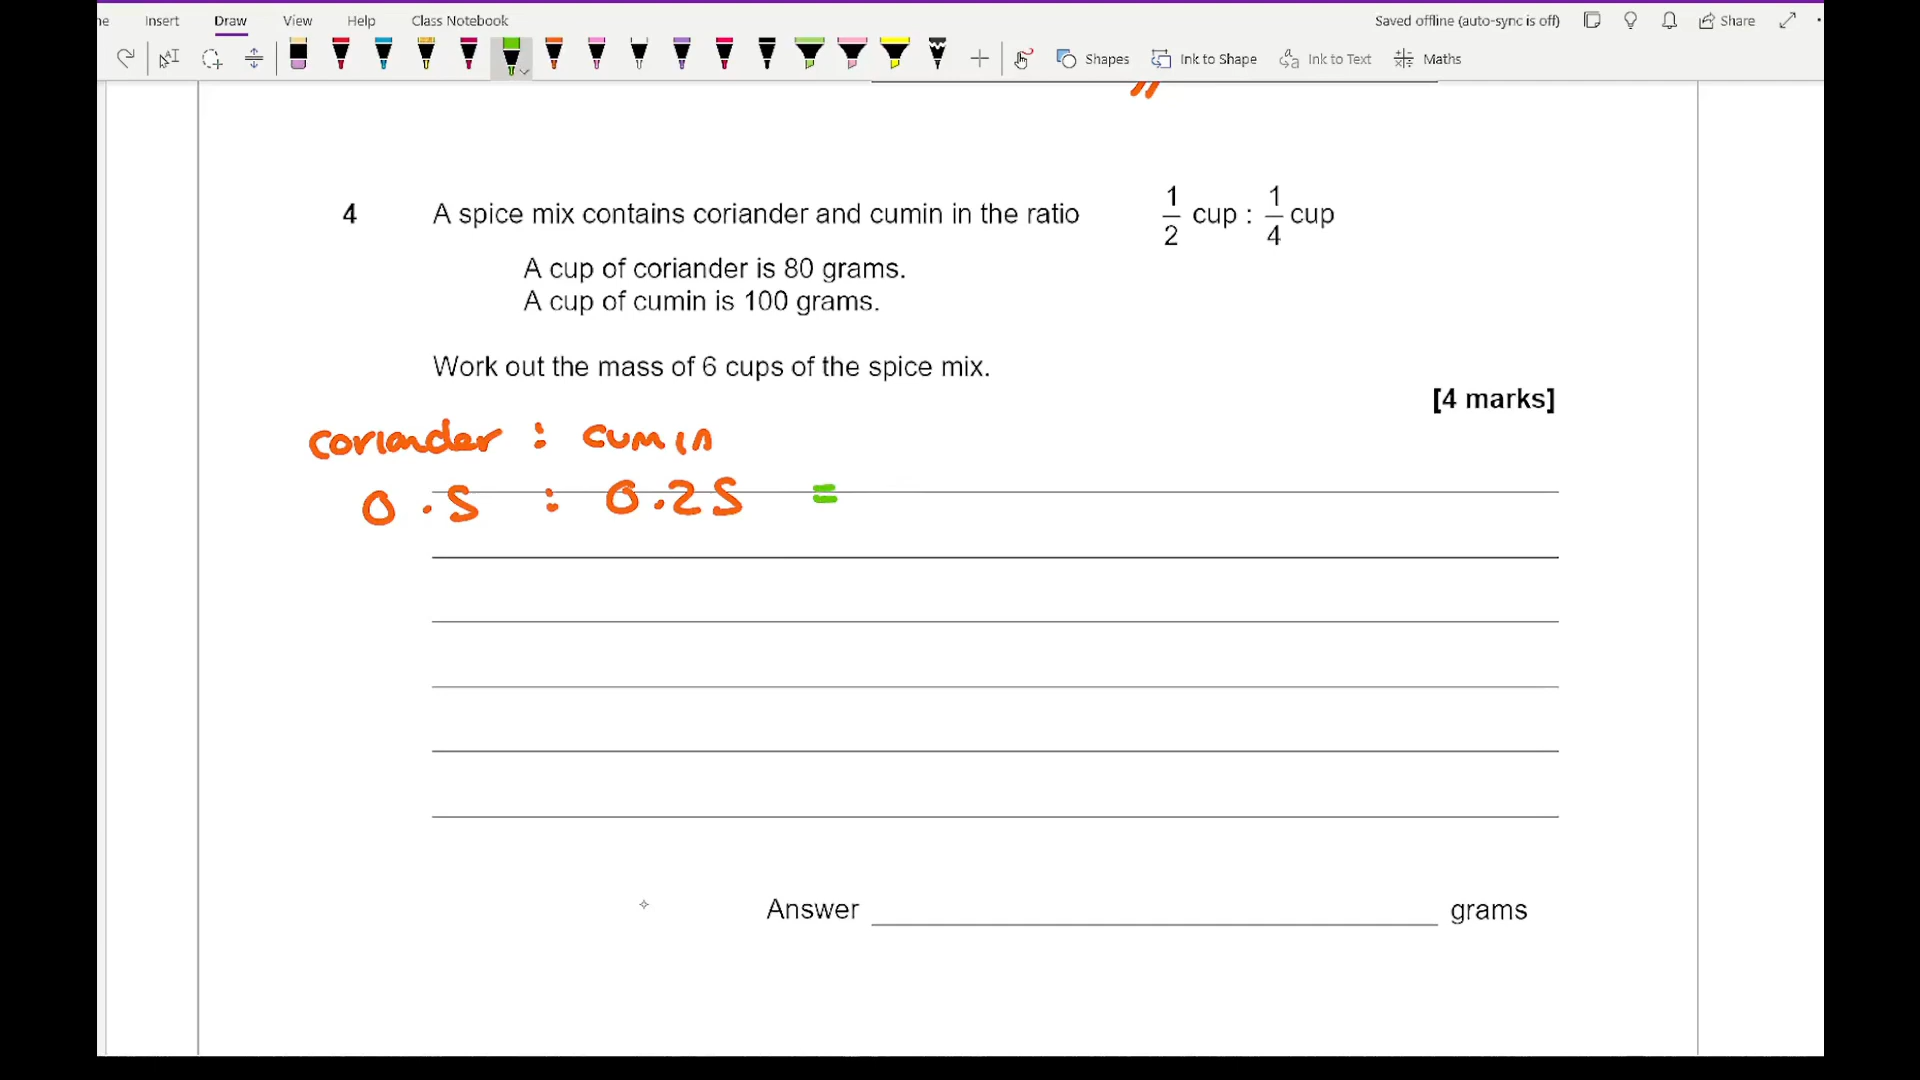 Insert Draw View Help Class Notebook Saved offline (auto-sync is off) Share
Shapes Ink to Shape Ink to Text Maths
4 A spice mix contains coriander and cumin in the ratio 1/2 cup : 1/4 cup
A cup of coriander is 80 grams.
A cup of cumin is 100 grams.
Work out the mass of 6 cups of the spice mix.
[4 marks]
coriander : cumin
0.5 : 0.25 =
Answer grams